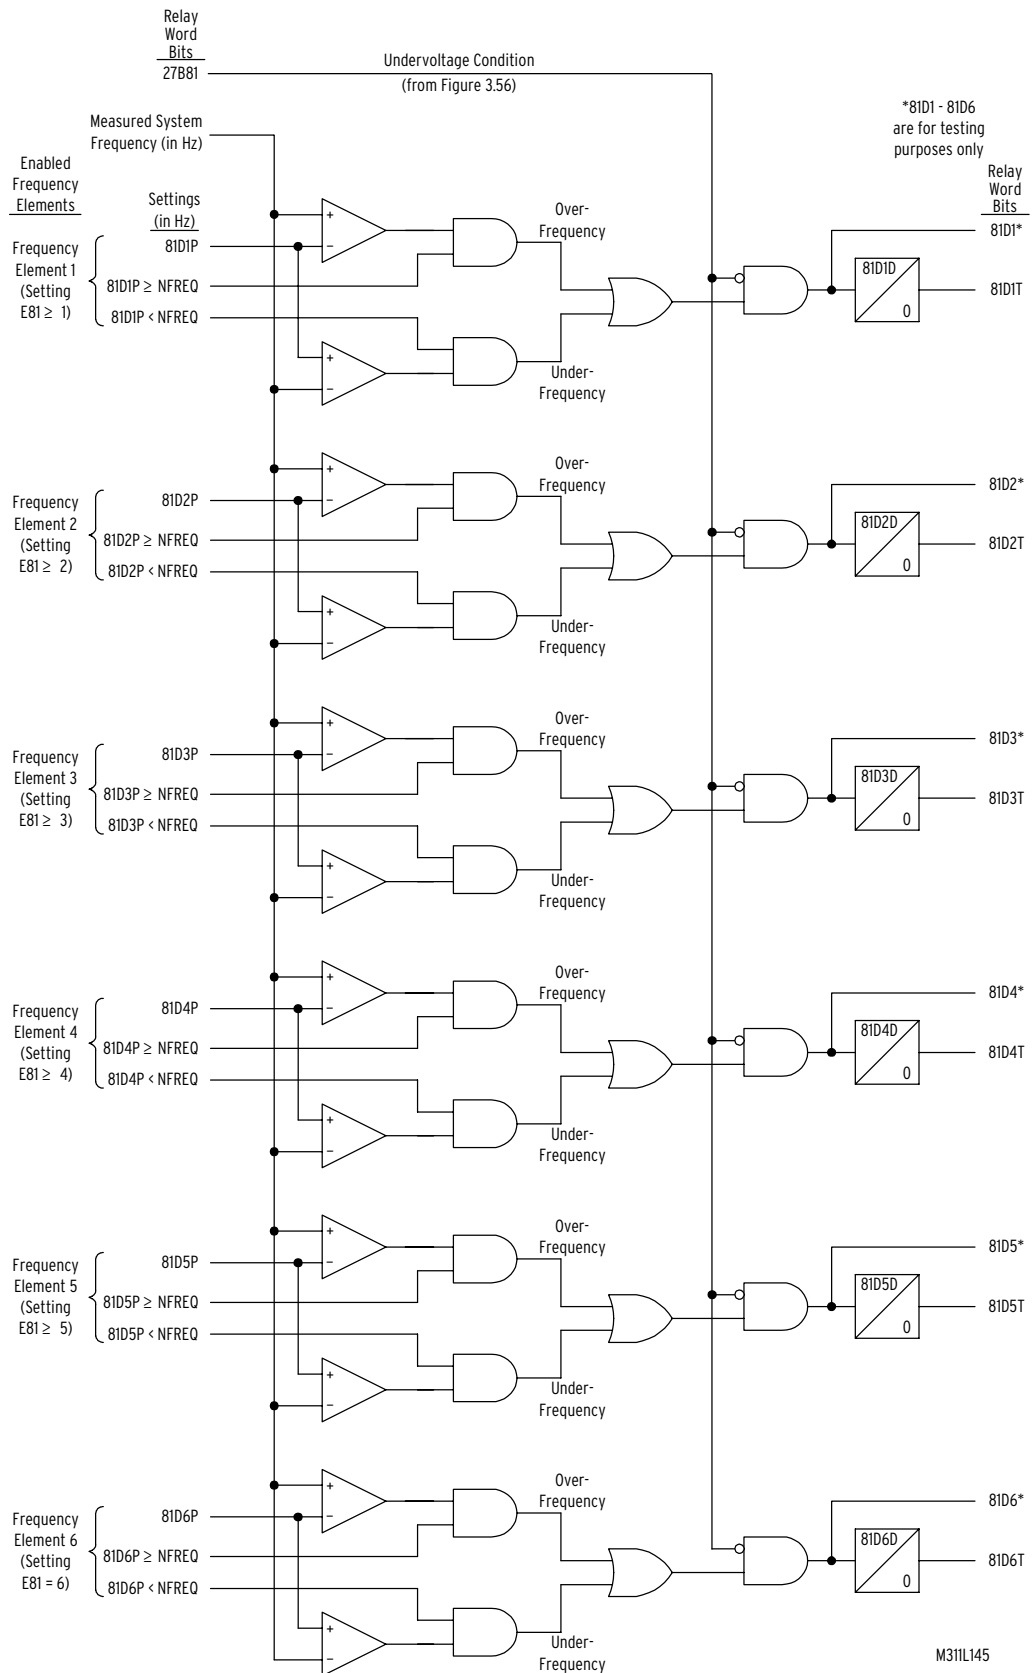 Relay
Word
Bits
27B81
Undervoltage Condition
(from Figure 3.56)
*81D1 - 81D6
are for testing
purposes only
Measured System
Frequency (in Hz)
Enabled
Frequency
Elements
Settings
(in Hz)
Relay
Word
Bits
Frequency
Element 1
(Setting
E81 ≥ 1)
81D1P
81D1P ≥ NFREQ
81D1P < NFREQ
+
−
+
−
Over-
Frequency
Under-
Frequency
81D1D
0
81D1*
81D1T
Frequency
Element 2
(Setting
E81 ≥ 2)
81D2P
81D2P ≥ NFREQ
81D2P < NFREQ
+
−
+
−
Over-
Frequency
Under-
Frequency
81D2D
0
81D2*
81D2T
Frequency
Element 3
(Setting
E81 ≥ 3)
81D3P
81D3P ≥ NFREQ
81D3P < NFREQ
+
−
+
−
Over-
Frequency
Under-
Frequency
81D3D
0
81D3*
81D3T
Frequency
Element 4
(Setting
E81 ≥ 4)
81D4P
81D4P ≥ NFREQ
81D4P < NFREQ
+
−
+
−
Over-
Frequency
Under-
Frequency
81D4D
0
81D4*
81D4T
Frequency
Element 5
(Setting
E81 ≥ 5)
81D5P
81D5P ≥ NFREQ
81D5P < NFREQ
+
−
+
−
Over-
Frequency
Under-
Frequency
81D5D
0
81D5*
81D5T
Frequency
Element 6
(Setting
E81 = 6)
81D6P
81D6P ≥ NFREQ
81D6P < NFREQ
+
−
+
−
Over-
Frequency
Under-
Frequency
81D6D
0
81D6*
81D6T
M311L145